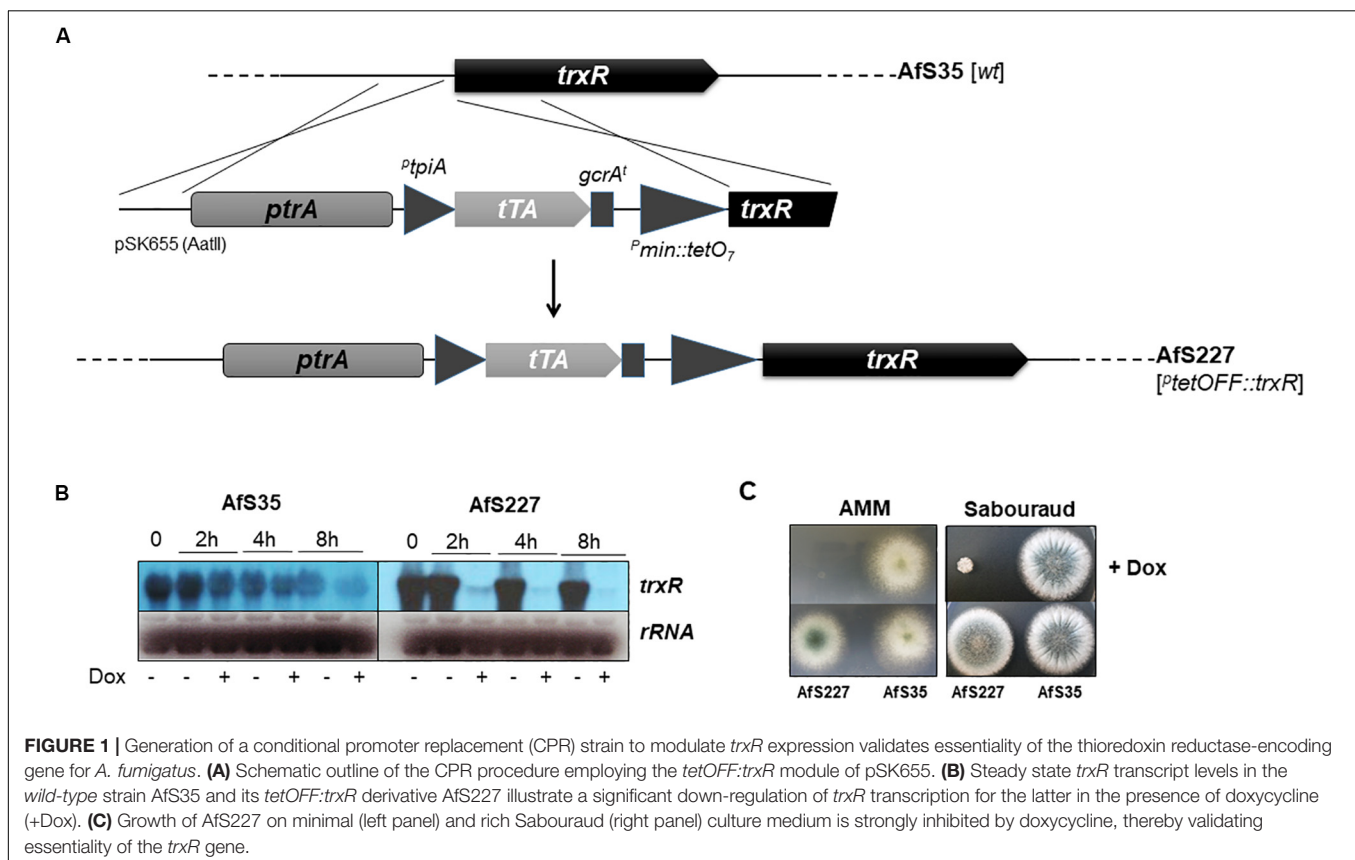 A
trxR
AfS35 [wt]
ptpiA
gcrAt
ptrA
tTA
trxR
pSK655 (AatII)
Pmin::tetO7
ptrA
tTA
trxR
AfS227
[ptetOFF::trxR]
B
AfS35
AfS227
0 2h 4h 8h 0 2h 4h 8h
trxR
rRNA
Dox - - + - + - + - - + - + - +
C
AMM
Sabouraud
+ Dox
AfS227 AfS35 AfS227 AfS35
FIGURE 1 | Generation of a conditional promoter replacement (CPR) strain to modulate trxR expression validates essentiality of the thioredoxin reductase-encoding
gene for A. fumigatus. (A) Schematic outline of the CPR procedure employing the tetOFF:trxR module of pSK655. (B) Steady state trxR transcript levels in the
wild-type strain AfS35 and its tetOFF:trxR derivative AfS227 illustrate a significant down-regulation of trxR transcription for the latter in the presence of doxycycline
(+Dox). (C) Growth of AfS227 on minimal (left panel) and rich Sabouraud (right panel) culture medium is strongly inhibited by doxycycline, thereby validating
essentiality of the trxR gene.